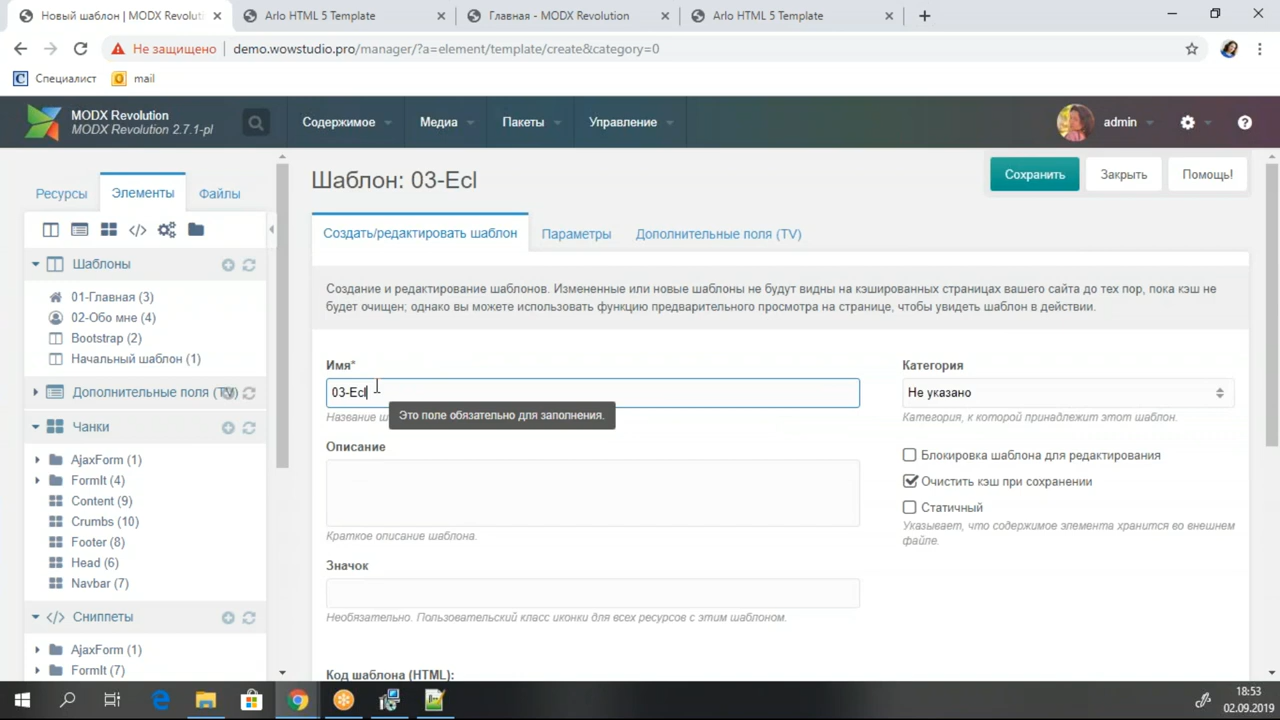 Новый шаблон | MODX Revoluti
Arlo HTML 5 Template
Главная - MODX Revolution
Arlo HTML 5 Template
Не защищено
demo.wowstudio.pro/manager/?a=element/template/create&category=0
Специалист
mail
MODX Revolution
MODX Revolution 2.7.1-pl
Содержимое
Медиа
Пакеты
Управление
admin
Ресурсы
Элементы
Файлы
Шаблон: 03-Ecl
Сохранить
Закрыть
Помощь!
Создать/редактировать шаблон
Параметры
Дополнительные поля (TV)
Шаблоны
01-Главная (3)
02-Обо мне (4)
Bootstrap (2)
Начальный шаблон (1)
Дополнительные поля (TV)
Чанки
AjaxForm (1)
FormIt (4)
Content (9)
Crumbs (10)
Footer (8)
Head (6)
Navbar (7)
Сниппеты
AjaxForm (1)
FormIt (7)
Создание и редактирование шаблонов. Измененные или новые шаблоны не будут видны на кэшированных страницах вашего сайта до тех пор, пока кэш не
будет очищен; однако вы можете использовать функцию предварительного просмотра на странице, чтобы увидеть шаблон в действии.
Имя*
03-Ecl
Название ш
Это поле обязательно для заполнения.
Описание
Краткое описание шаблона.
Значок
Необязательно. Пользовательский класс иконки для всех ресурсов с этим шаблоном.
Код шаблона (HTML):
Категория
Не указано
Категория, к которой принадлежит этот шаблон.
Блокировка шаблона для редактирования
Очистить кэш при сохранении
Статичный
Указывает, что содержимое элемента хранится во внешнем
файле.
18:53
02.09.2019